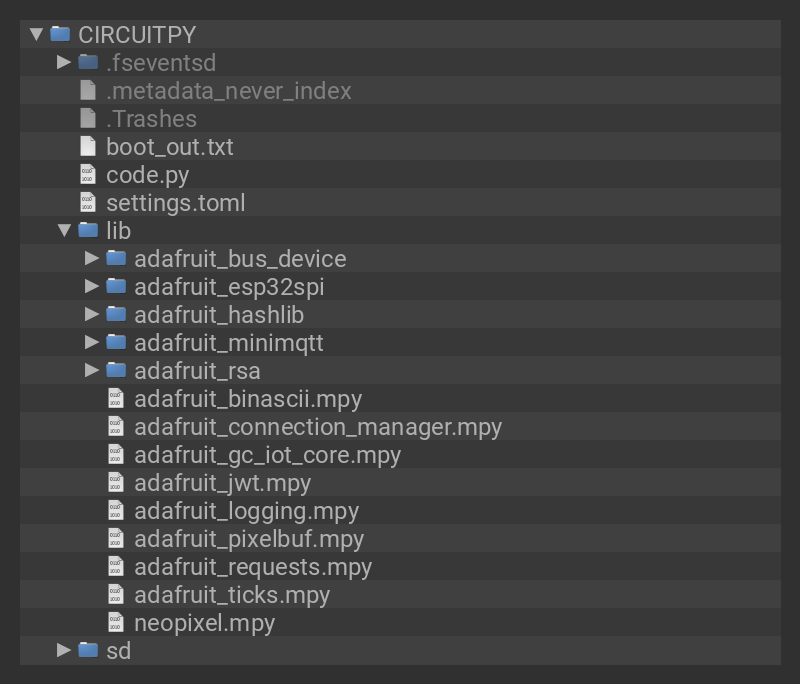 CIRCUITPY
.fseventsd
.metadata_never_index
.Trashes
boot_out.txt
code.py
settings.toml
lib
adafruit_bus_device
adafruit_esp32spi
adafruit_hashlib
adafruit_minimqtt
adafruit_rsa
adafruit_binascii.mpy
adafruit_connection_manager.mpy
adafruit_gc_iot_core.mpy
adafruit_jwt.mpy
adafruit_logging.mpy
adafruit_pixelbuf.mpy
adafruit_requests.mpy
adafruit_ticks.mpy
neopixel.mpy
sd